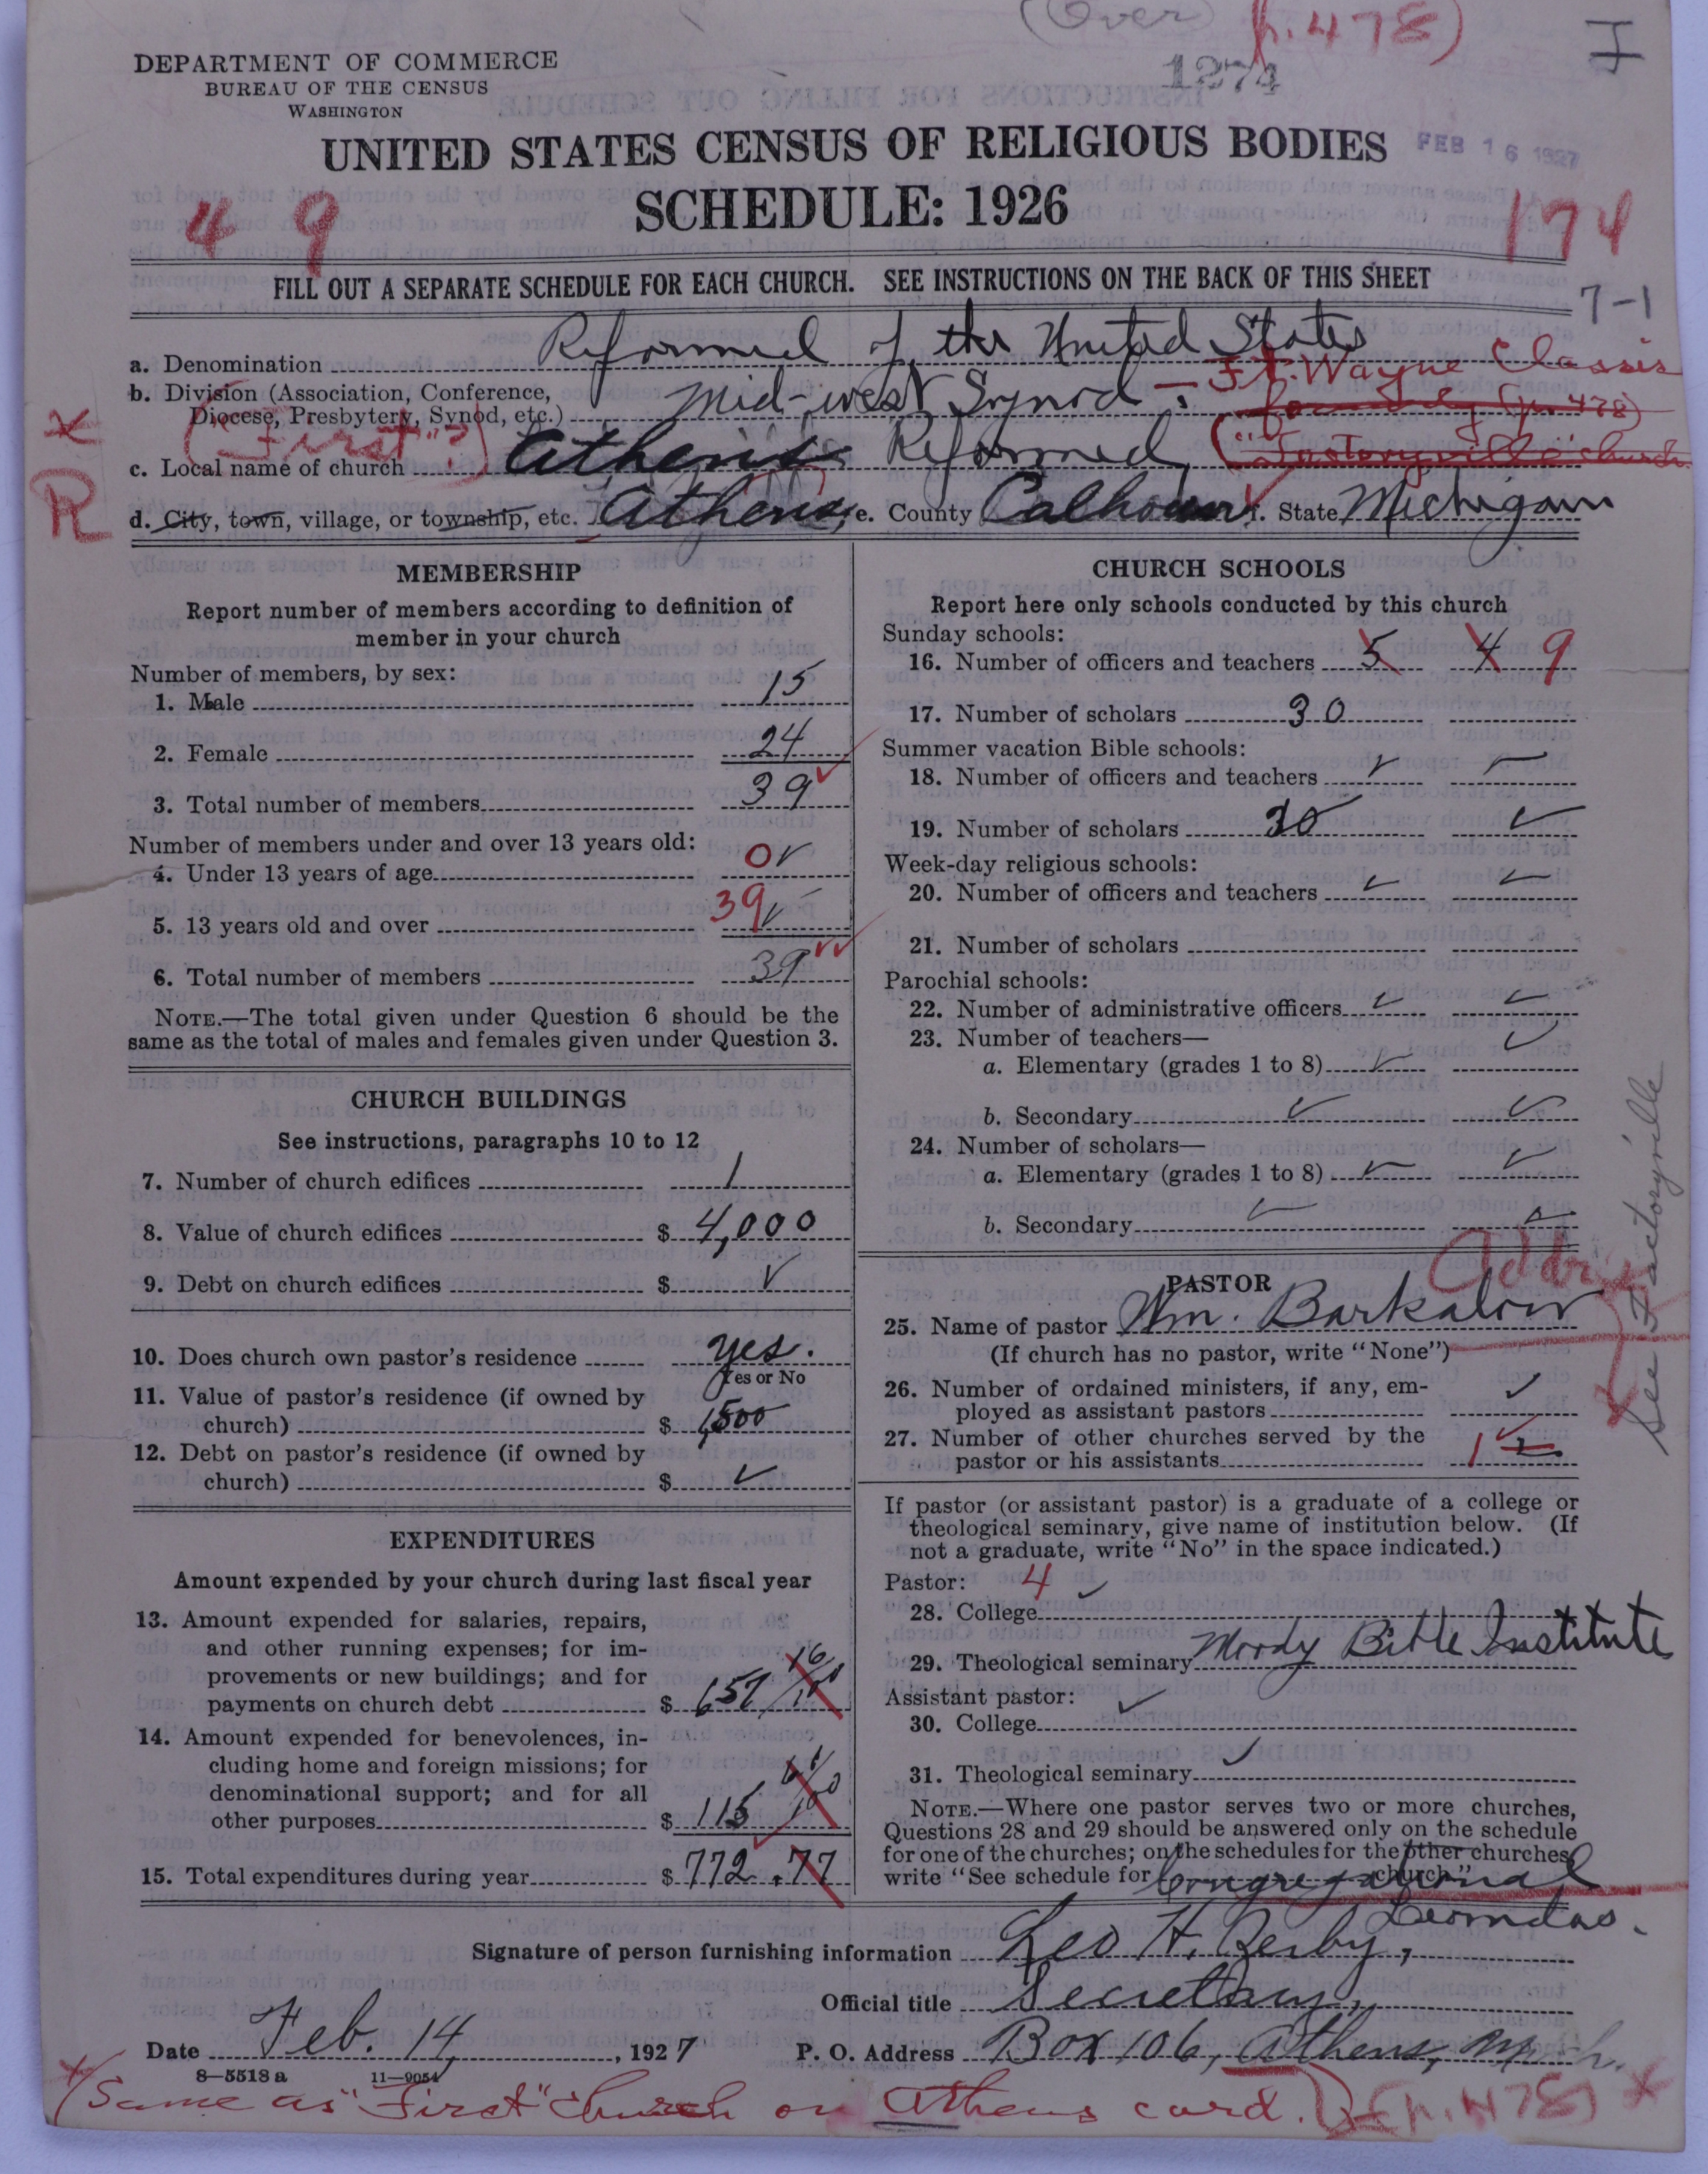 (Over) p. 478)
1274
DEPARTMENT OF COMMERCE
BUREAU OF THE CENSUS
WASHINGTON
UNITED STATES CENSUS OF RELIGIOUS BODIES
FEB 16 1927
SCHEDULE: 1926
4 9
174
FILL OUT A SEPARATE SCHEDULE FOR EACH CHURCH. SEE INSTRUCTIONS ON THE BACK OF THIS SHEET
7-1
a. Denomination Reformed of the United States
b. Division (Association, Conference, Diocese, Presbytery, Synod, etc.) Mid-west Synod - Ft. Wayne Classis
formerly (p. 478)
("First"?)
c. Local name of church Athens Reformed ("Factoryville" church
R
d. City, town, village, or township, etc. Athens, e. County Calhoun f. State Michigan
MEMBERSHIP
Report number of members according to definition of
member in your church
Number of members, by sex:
1. Male 15
2. Female 24
3. Total number of members 39
Number of members under and over 13 years old:
4. Under 13 years of age 0
5. 13 years old and over 39
6. Total number of members 39
NOTE.—The total given under Question 6 should be the
same as the total of males and females given under Question 3.
CHURCH BUILDINGS
See instructions, paragraphs 10 to 12
7. Number of church edifices 1
8. Value of church edifices $ 4,000
9. Debt on church edifices $
10. Does church own pastor's residence yes.
Yes or No
11. Value of pastor's residence (if owned by
church) $ 1,500
12. Debt on pastor's residence (if owned by
church) $
EXPENDITURES
Amount expended by your church during last fiscal year
13. Amount expended for salaries, repairs,
and other running expenses; for im-
provements or new buildings; and for
payments on church debt $ 657 16/100
14. Amount expended for benevolences, in-
cluding home and foreign missions; for
denominational support; and for all
other purposes $ 115 61/100
15. Total expenditures during year $ 772.77
CHURCH SCHOOLS
Report here only schools conducted by this church
Sunday schools:
16. Number of officers and teachers 5 4 9
17. Number of scholars 30
Summer vacation Bible schools:
18. Number of officers and teachers
19. Number of scholars 30
Week-day religious schools:
20. Number of officers and teachers
21. Number of scholars
Parochial schools:
22. Number of administrative officers
23. Number of teachers—
a. Elementary (grades 1 to 8)
b. Secondary
24. Number of scholars—
a. Elementary (grades 1 to 8)
b. Secondary
PASTOR
25. Name of pastor Wm. Barkalow
(If church has no pastor, write "None")
See Factoryville
26. Number of ordained ministers, if any, em-
ployed as assistant pastors
27. Number of other churches served by the
pastor or his assistants 1
If pastor (or assistant pastor) is a graduate of a college or
theological seminary, give name of institution below. (If
not a graduate, write "No" in the space indicated.)
Pastor: 4
28. College
29. Theological seminary Moody Bible Institute
Assistant pastor:
30. College
31. Theological seminary
NOTE.—Where one pastor serves two or more churches,
Questions 28 and 29 should be answered only on the schedule
for one of the churches; on the schedules for the other churches
write "See schedule for Congregational church."
Leonidas.
Signature of person furnishing information Leo H.
Official title Secretary,
Date Feb. 14, 1927
P. O. Address Box 106, Athens, Mich.
8—5518 a 11—9054
Same as "First" church on Athens card. (p. 478)